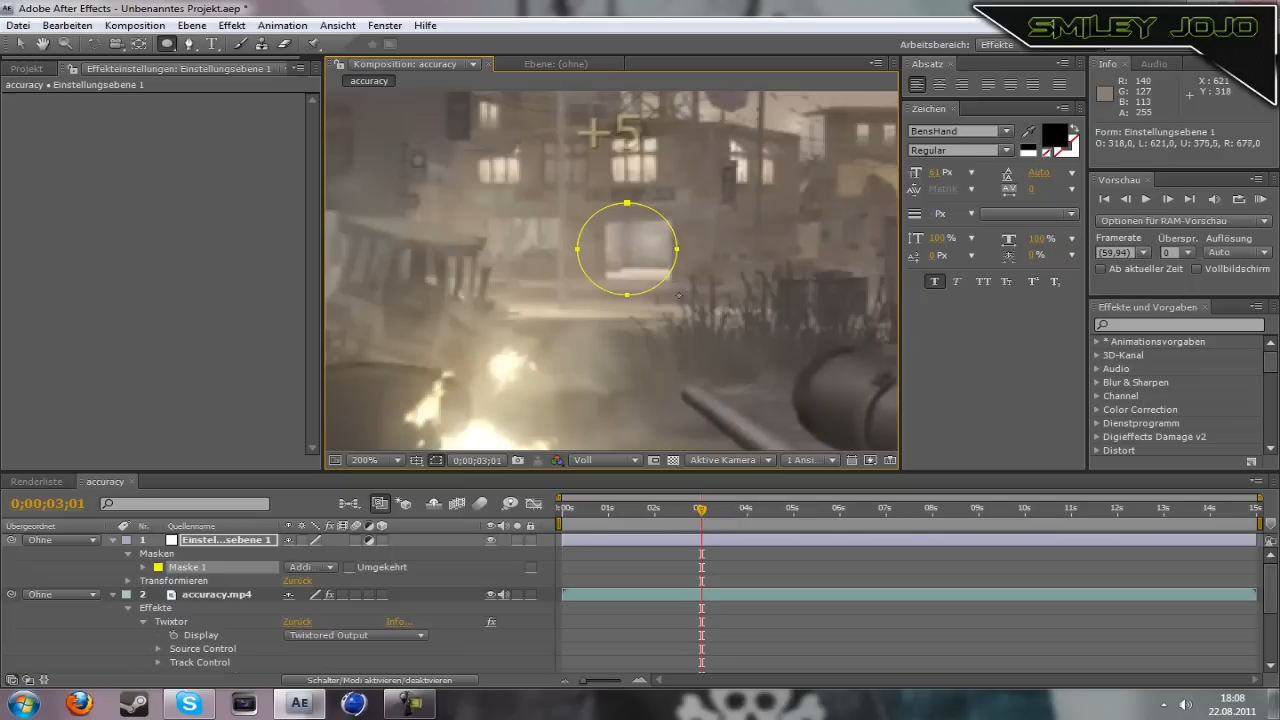 Adobe After Effects - Unbenanntes Projekt.aep *
Datei Bearbeiten Komposition Ebene Effekt Animation Ansicht Fenster Hilfe
SMILEY JOJO
Arbeitsbereich: Effekte
Projekt Effekteinstellungen: Einstellungsebene 1
accuracy • Einstellungsebene 1
Komposition: accuracy
Ebene: (ohne)
accuracy
+5
200%
0;00;03;01
Voll
Aktive Kamera
1 Ansi...
Absatz
Zeichen
BensHand
Regular
61 Px
Auto
Metrik
0
Px
100 %
100 %
0 Px
0 %
T T TT Tт T¹ T,
Info Audio
R: 140
G: 127
B: 113
A: 255
X: 621
Y: 318
Form: Einstellungsebene 1
O: 318,0, L: 621,0, U: 375,5, R: 677,0
Vorschau
Optionen für RAM-Vorschau
Framerate Überspr. Auflösung
(59,94) 0 Auto
Ab aktueller Zeit Vollbildschirm
Effekte und Vorgaben
* Animationsvorgaben
3D-Kanal
Audio
Blur & Sharpen
Channel
Color Correction
Dienstprogramm
Digieffects Damage v2
Distort
Renderliste accuracy
0;00;03;01
Übergeordnet Nr. Quellenname
:00s 01s 02s 03s 04s 05s 06s 07s 08s 09s 10s 11s 12s 13s 14s 15s
Ohne 1 Einstel...sebene 1
Masken
Maske 1 Addi Umgekehrt
Transformieren Zurück
Ohne 2 accuracy.mp4
Effekte
Twixtor Zurück Info...
Display Twixtored Output
Source Control
Track Control
Schalter/Modi aktivieren/deaktivieren
18:08
22.08.2011